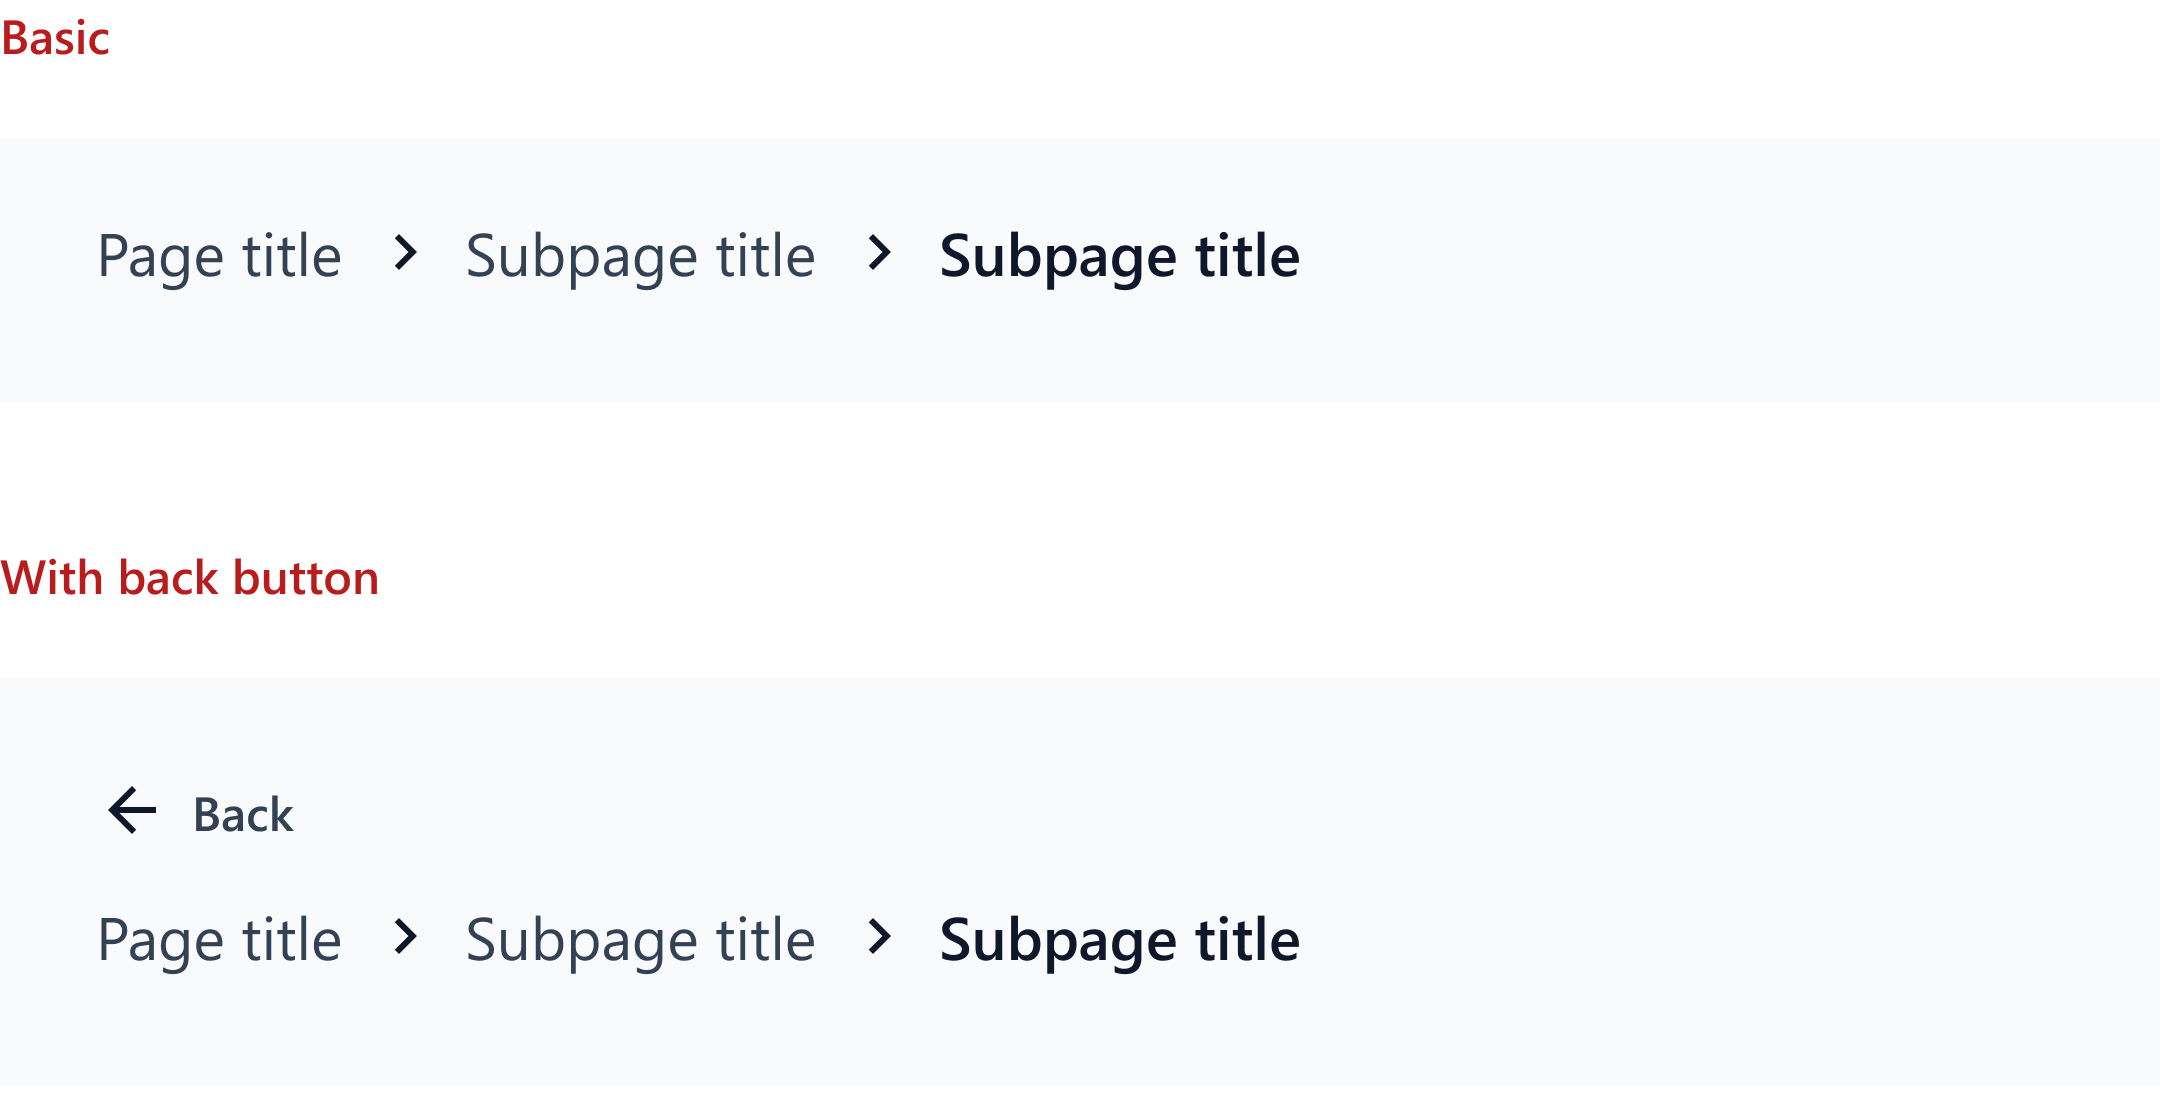 Basic
Page title > Subpage title > Subpage title
With back button
← Back
Page title > Subpage title > Subpage title